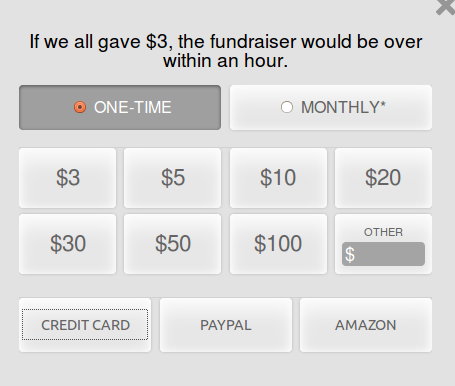 If we all gave $3, the fundraiser would be over
within an hour.
ONE-TIME MONTHLY*
$3 $5 $10 $20
$30 $50 $100 OTHER
$
CREDIT CARD PAYPAL AMAZON